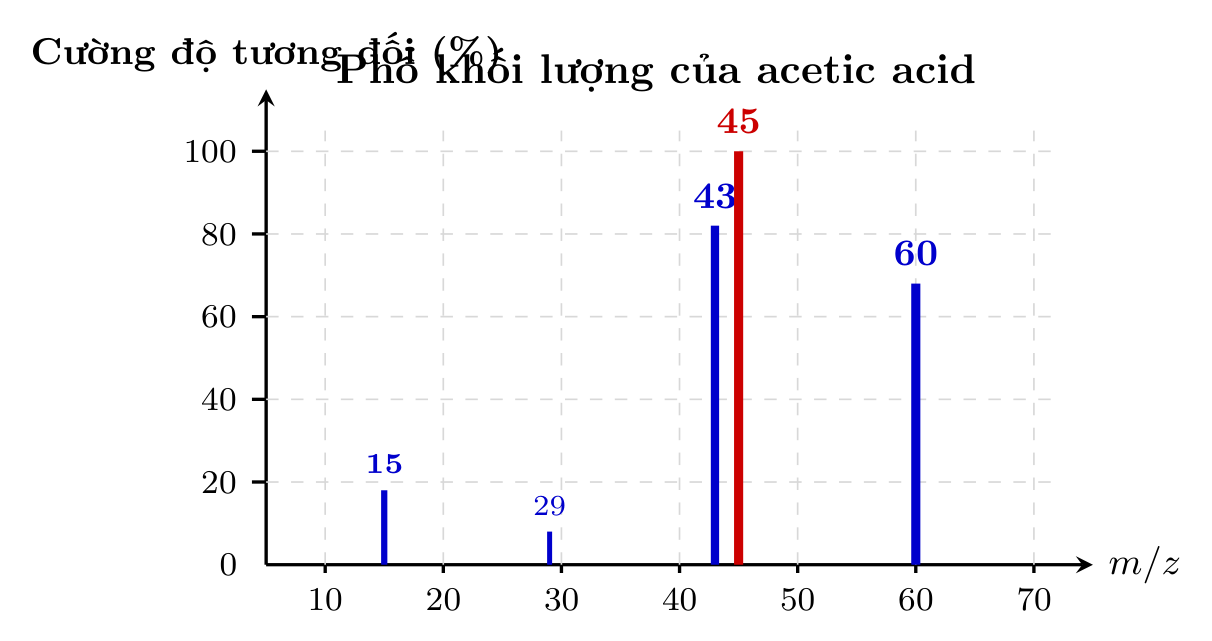 Cường độ tương đối (%)
Phổ khối lượng của acetic acid
45
100
43
80
60
60
40
15
20
29
0
m/z
10 20 30 40 50 60 70